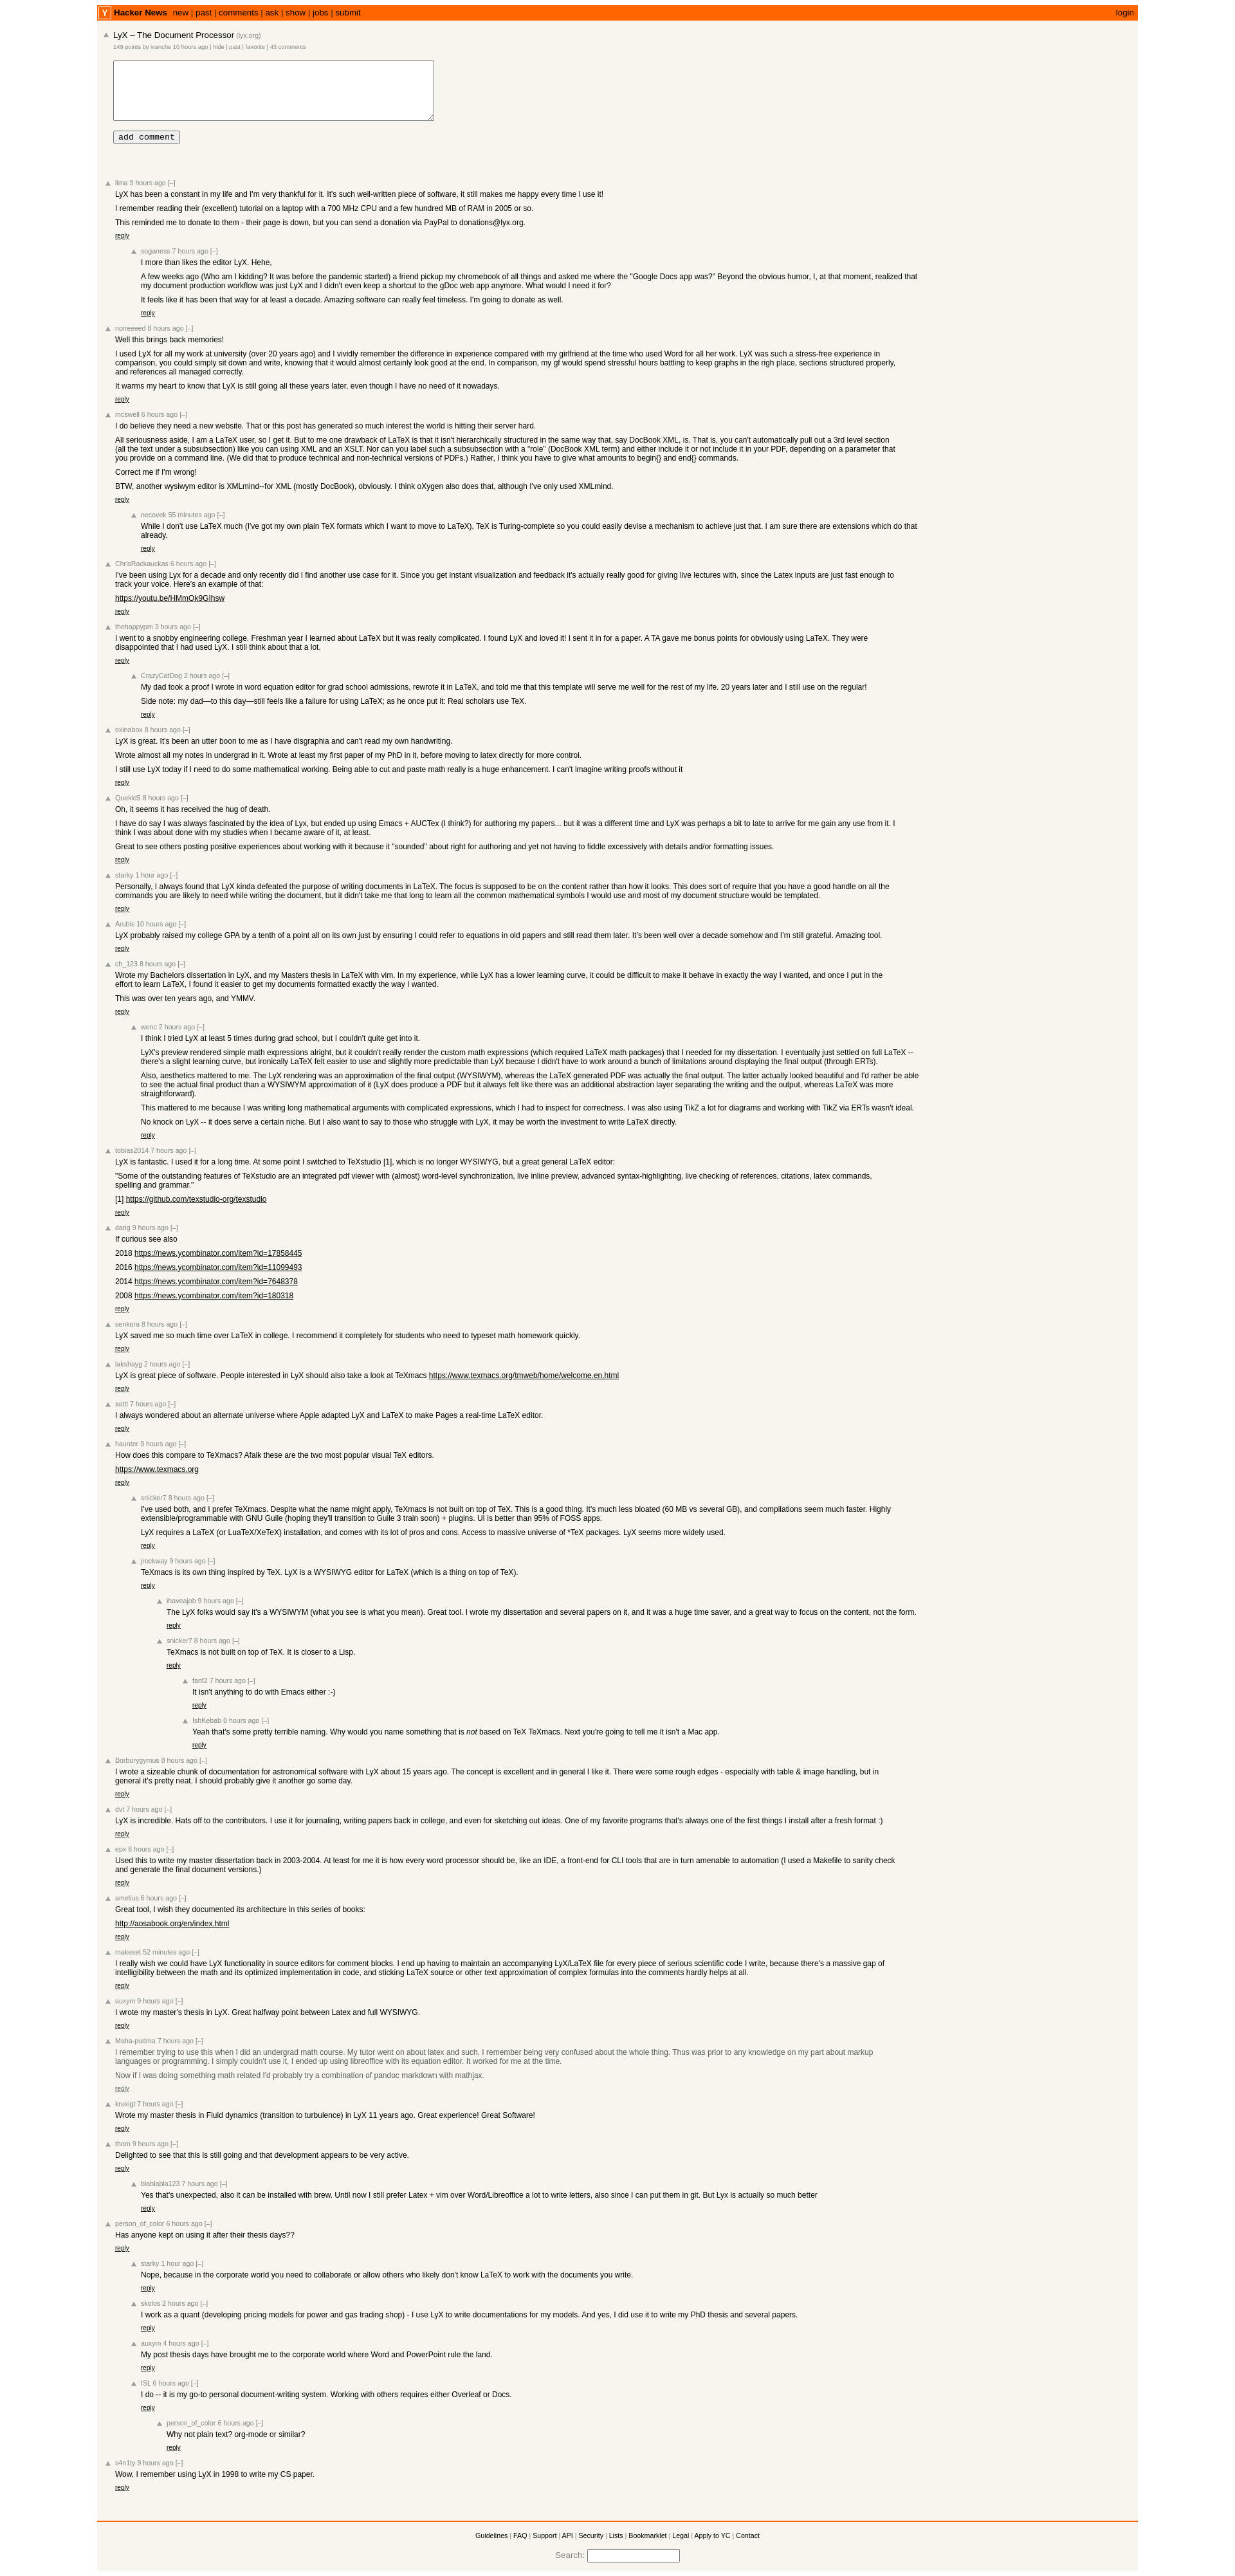 Hacker News new | past | comments | ask | show | jobs | submit login
LyX – The Document Processor (lyx.org)
149 points by ivanche 10 hours ago | hide | past | favorite | 43 comments
add comment
lima 9 hours ago [–]
LyX has been a constant in my life and I'm very thankful for it. It's such well-written piece of software, it still makes me happy every time I use it!
I remember reading their (excellent) tutorial on a laptop with a 700 MHz CPU and a few hundred MB of RAM in 2005 or so.
This reminded me to donate to them - their page is down, but you can send a donation via PayPal to donations@lyx.org.
reply
soganess 7 hours ago [–]
I more than likes the editor LyX. Hehe,
A few weeks ago (Who am I kidding? It was before the pandemic started) a friend pickup my chromebook of all things and asked me where the "Google Docs app was?" Beyond the obvious humor, I, at that moment, realized that
my document production workflow was just LyX and I didn't even keep a shortcut to the gDoc web app anymore. What would I need it for?
It feels like it has been that way for at least a decade. Amazing software can really feel timeless. I'm going to donate as well.
reply
noneeeed 8 hours ago [–]
Well this brings back memories!
I used LyX for all my work at university (over 20 years ago) and I vividly remember the difference in experience compared with my girlfriend at the time who used Word for all her work. LyX was such a stress-free experience in
comparison, you could simply sit down and write, knowing that it would almost certainly look good at the end. In comparison, my gf would spend stressful hours battling to keep graphs in the righ place, sections structured properly,
and references all managed correctly.
It warms my heart to know that LyX is still going all these years later, even though I have no need of it nowadays.
reply
mcswell 6 hours ago [–]
I do believe they need a new website. That or this post has generated so much interest the world is hitting their server hard.
All seriousness aside, I am a LaTeX user, so I get it. But to me one drawback of LaTeX is that it isn't hierarchically structured in the same way that, say DocBook XML, is. That is, you can't automatically pull out a 3rd level section
(all the text under a subsubsection) like you can using XML and an XSLT. Nor can you label such a subsubsection with a "role" (DocBook XML term) and either include it or not include it in your PDF, depending on a parameter that
you provide on a command line. (We did that to produce technical and non-technical versions of PDFs.) Rather, I think you have to give what amounts to begin{} and end{} commands.
Correct me if I'm wrong!
BTW, another wysiwym editor is XMLmind--for XML (mostly DocBook), obviously. I think oXygen also does that, although I've only used XMLmind.
reply
necovek 55 minutes ago [–]
While I don't use LaTeX much (I've got my own plain TeX formats which I want to move to LaTeX), TeX is Turing-complete so you could easily devise a mechanism to achieve just that. I am sure there are extensions which do that
already.
reply
ChrisRackauckas 6 hours ago [–]
I've been using Lyx for a decade and only recently did I find another use case for it. Since you get instant visualization and feedback it's actually really good for giving live lectures with, since the Latex inputs are just fast enough to
track your voice. Here's an example of that:
https://youtu.be/HMmOk9GIhsw
reply
thehappypm 3 hours ago [–]
I went to a snobby engineering college. Freshman year I learned about LaTeX but it was really complicated. I found LyX and loved it! I sent it in for a paper. A TA gave me bonus points for obviously using LaTeX. They were
disappointed that I had used LyX. I still think about that a lot.
reply
CrazyCatDog 2 hours ago [–]
My dad took a proof I wrote in word equation editor for grad school admissions, rewrote it in LaTeX, and told me that this template will serve me well for the rest of my life. 20 years later and I still use on the regular!
Side note: my dad—to this day—still feels like a failure for using LaTeX; as he once put it: Real scholars use TeX.
reply
oxinabox 8 hours ago [–]
LyX is great. It's been an utter boon to me as I have disgraphia and can't read my own handwriting.
Wrote almost all my notes in undergrad in it. Wrote at least my first paper of my PhD in it, before moving to latex directly for more control.
I still use LyX today if I need to do some mathematical working. Being able to cut and paste math really is a huge enhancement. I can't imagine writing proofs without it
reply
Quekid5 8 hours ago [–]
Oh, it seems it has received the hug of death.
I have do say I was always fascinated by the idea of Lyx, but ended up using Emacs + AUCTex (I think?) for authoring my papers... but it was a different time and LyX was perhaps a bit to late to arrive for me gain any use from it. I
think I was about done with my studies when I became aware of it, at least.
Great to see others posting positive experiences about working with it because it "sounded" about right for authoring and yet not having to fiddle excessively with details and/or formatting issues.
reply
starky 1 hour ago [–]
Personally, I always found that LyX kinda defeated the purpose of writing documents in LaTeX. The focus is supposed to be on the content rather than how it looks. This does sort of require that you have a good handle on all the
commands you are likely to need while writing the document, but it didn't take me that long to learn all the common mathematical symbols I would use and most of my document structure would be templated.
reply
Arubis 10 hours ago [–]
LyX probably raised my college GPA by a tenth of a point all on its own just by ensuring I could refer to equations in old papers and still read them later. It's been well over a decade somehow and I'm still grateful. Amazing tool.
reply
ch_123 8 hours ago [–]
Wrote my Bachelors dissertation in LyX, and my Masters thesis in LaTeX with vim. In my experience, while LyX has a lower learning curve, it could be difficult to make it behave in exactly the way I wanted, and once I put in the
effort to learn LaTeX, I found it easier to get my documents formatted exactly the way I wanted.
This was over ten years ago, and YMMV.
reply
wenc 2 hours ago [–]
I think I tried LyX at least 5 times during grad school, but I couldn't quite get into it.
LyX's preview rendered simple math expressions alright, but it couldn't really render the custom math expressions (which required LaTeX math packages) that I needed for my dissertation. I eventually just settled on full LaTeX --
there's a slight learning curve, but ironically LaTeX felt easier to use and slightly more predictable than LyX because I didn't have to work around a bunch of limitations around displaying the final output (through ERTs).
Also, aesthetics mattered to me. The LyX rendering was an approximation of the final output (WYSIWYM), whereas the LaTeX generated PDF was actually the final output. The latter actually looked beautiful and I'd rather be able
to see the actual final product than a WYSIWYM approximation of it (LyX does produce a PDF but it always felt like there was an additional abstraction layer separating the writing and the output, whereas LaTeX was more
straightforward).
This mattered to me because I was writing long mathematical arguments with complicated expressions, which I had to inspect for correctness. I was also using TikZ a lot for diagrams and working with TikZ via ERTs wasn't ideal.
No knock on LyX -- it does serve a certain niche. But I also want to say to those who struggle with LyX, it may be worth the investment to write LaTeX directly.
reply
tobias2014 7 hours ago [–]
LyX is fantastic. I used it for a long time. At some point I switched to TeXstudio [1], which is no longer WYSIWYG, but a great general LaTeX editor:
"Some of the outstanding features of TeXstudio are an integrated pdf viewer with (almost) word-level synchronization, live inline preview, advanced syntax-highlighting, live checking of references, citations, latex commands,
spelling and grammar."
[1] https://github.com/texstudio-org/texstudio
reply
dang 9 hours ago [–]
If curious see also
2018 https://news.ycombinator.com/item?id=17858445
2016 https://news.ycombinator.com/item?id=11099493
2014 https://news.ycombinator.com/item?id=7648378
2008 https://news.ycombinator.com/item?id=180318
reply
senkora 8 hours ago [–]
LyX saved me so much time over LaTeX in college. I recommend it completely for students who need to typeset math homework quickly.
reply
lakshayg 2 hours ago [–]
LyX is great piece of software. People interested in LyX should also take a look at TeXmacs https://www.texmacs.org/tmweb/home/welcome.en.html
reply
xattt 7 hours ago [–]
I always wondered about an alternate universe where Apple adapted LyX and LaTeX to make Pages a real-time LaTeX editor.
reply
haunter 9 hours ago [–]
How does this compare to TeXmacs? Afaik these are the two most popular visual TeX editors.
https://www.texmacs.org
reply
snicker7 8 hours ago [–]
I've used both, and I prefer TeXmacs. Despite what the name might apply, TeXmacs is not built on top of TeX. This is a good thing. It's much less bloated (60 MB vs several GB), and compilations seem much faster. Highly
extensible/programmable with GNU Guile (hoping they'll transition to Guile 3 train soon) + plugins. UI is better than 95% of FOSS apps.
LyX requires a LaTeX (or LuaTeX/XeTeX) installation, and comes with its lot of pros and cons. Access to massive universe of *TeX packages. LyX seems more widely used.
reply
jrockway 9 hours ago [–]
TeXmacs is its own thing inspired by TeX. LyX is a WYSIWYG editor for LaTeX (which is a thing on top of TeX).
reply
ihaveajob 9 hours ago [–]
The LyX folks would say it's a WYSIWYM (what you see is what you mean). Great tool. I wrote my dissertation and several papers on it, and it was a huge time saver, and a great way to focus on the content, not the form.
reply
snicker7 8 hours ago [–]
TeXmacs is not built on top of TeX. It is closer to a Lisp.
reply
fanf2 7 hours ago [–]
It isn't anything to do with Emacs either :-)
reply
IshKebab 8 hours ago [–]
Yeah that's some pretty terrible naming. Why would you name something that is not based on TeX TeXmacs. Next you're going to tell me it isn't a Mac app.
reply
Borborygymus 8 hours ago [–]
I wrote a sizeable chunk of documentation for astronomical software with LyX about 15 years ago. The concept is excellent and in general I like it. There were some rough edges - especially with table & image handling, but in
general it's pretty neat. I should probably give it another go some day.
reply
dvt 7 hours ago [–]
LyX is incredible. Hats off to the contributors. I use it for journaling, writing papers back in college, and even for sketching out ideas. One of my favorite programs that's always one of the first things I install after a fresh format :)
reply
epx 6 hours ago [–]
Used this to write my master dissertation back in 2003-2004. At least for me it is how every word processor should be, like an IDE, a front-end for CLI tools that are in turn amenable to automation (I used a Makefile to sanity check
and generate the final document versions.)
reply
amelius 6 hours ago [–]
Great tool, I wish they documented its architecture in this series of books:
http://aosabook.org/en/index.html
reply
makeset 52 minutes ago [–]
I really wish we could have LyX functionality in source editors for comment blocks. I end up having to maintain an accompanying LyX/LaTeX file for every piece of serious scientific code I write, because there's a massive gap of
intelligibility between the math and its optimized implementation in code, and sticking LaTeX source or other text approximation of complex formulas into the comments hardly helps at all.
reply
auxym 9 hours ago [–]
I wrote my master's thesis in LyX. Great halfway point between Latex and full WYSIWYG.
reply
Maha-pudma 7 hours ago [–]
I remember trying to use this when I did an undergrad math course. My tutor went on about latex and such, I remember being very confused about the whole thing. Thus was prior to any knowledge on my part about markup
languages or programming. I simply couldn't use it, I ended up using libreoffice with its equation editor. It worked for me at the time.
Now if I was doing something math related I'd probably try a combination of pandoc markdown with mathjax.
reply
kruxigt 7 hours ago [–]
Wrote my master thesis in Fluid dynamics (transition to turbulence) in LyX 11 years ago. Great experience! Great Software!
reply
thom 9 hours ago [–]
Delighted to see that this is still going and that development appears to be very active.
reply
blablabla123 7 hours ago [–]
Yes that's unexpected, also it can be installed with brew. Until now I still prefer Latex + vim over Word/Libreoffice a lot to write letters, also since I can put them in git. But Lyx is actually so much better
reply
person_of_color 6 hours ago [–]
Has anyone kept on using it after their thesis days??
reply
starky 1 hour ago [–]
Nope, because in the corporate world you need to collaborate or allow others who likely don't know LaTeX to work with the documents you write.
reply
skolos 2 hours ago [–]
I work as a quant (developing pricing models for power and gas trading shop) - I use LyX to write documentations for my models. And yes, I did use it to write my PhD thesis and several papers.
reply
auxym 4 hours ago [–]
My post thesis days have brought me to the corporate world where Word and PowerPoint rule the land.
reply
ISL 6 hours ago [–]
I do -- it is my go-to personal document-writing system. Working with others requires either Overleaf or Docs.
reply
person_of_color 6 hours ago [–]
Why not plain text? org-mode or similar?
reply
s4n1ty 9 hours ago [–]
Wow, I remember using LyX in 1998 to write my CS paper.
reply
Guidelines | FAQ | Support | API | Security | Lists | Bookmarklet | Legal | Apply to YC | Contact
Search: